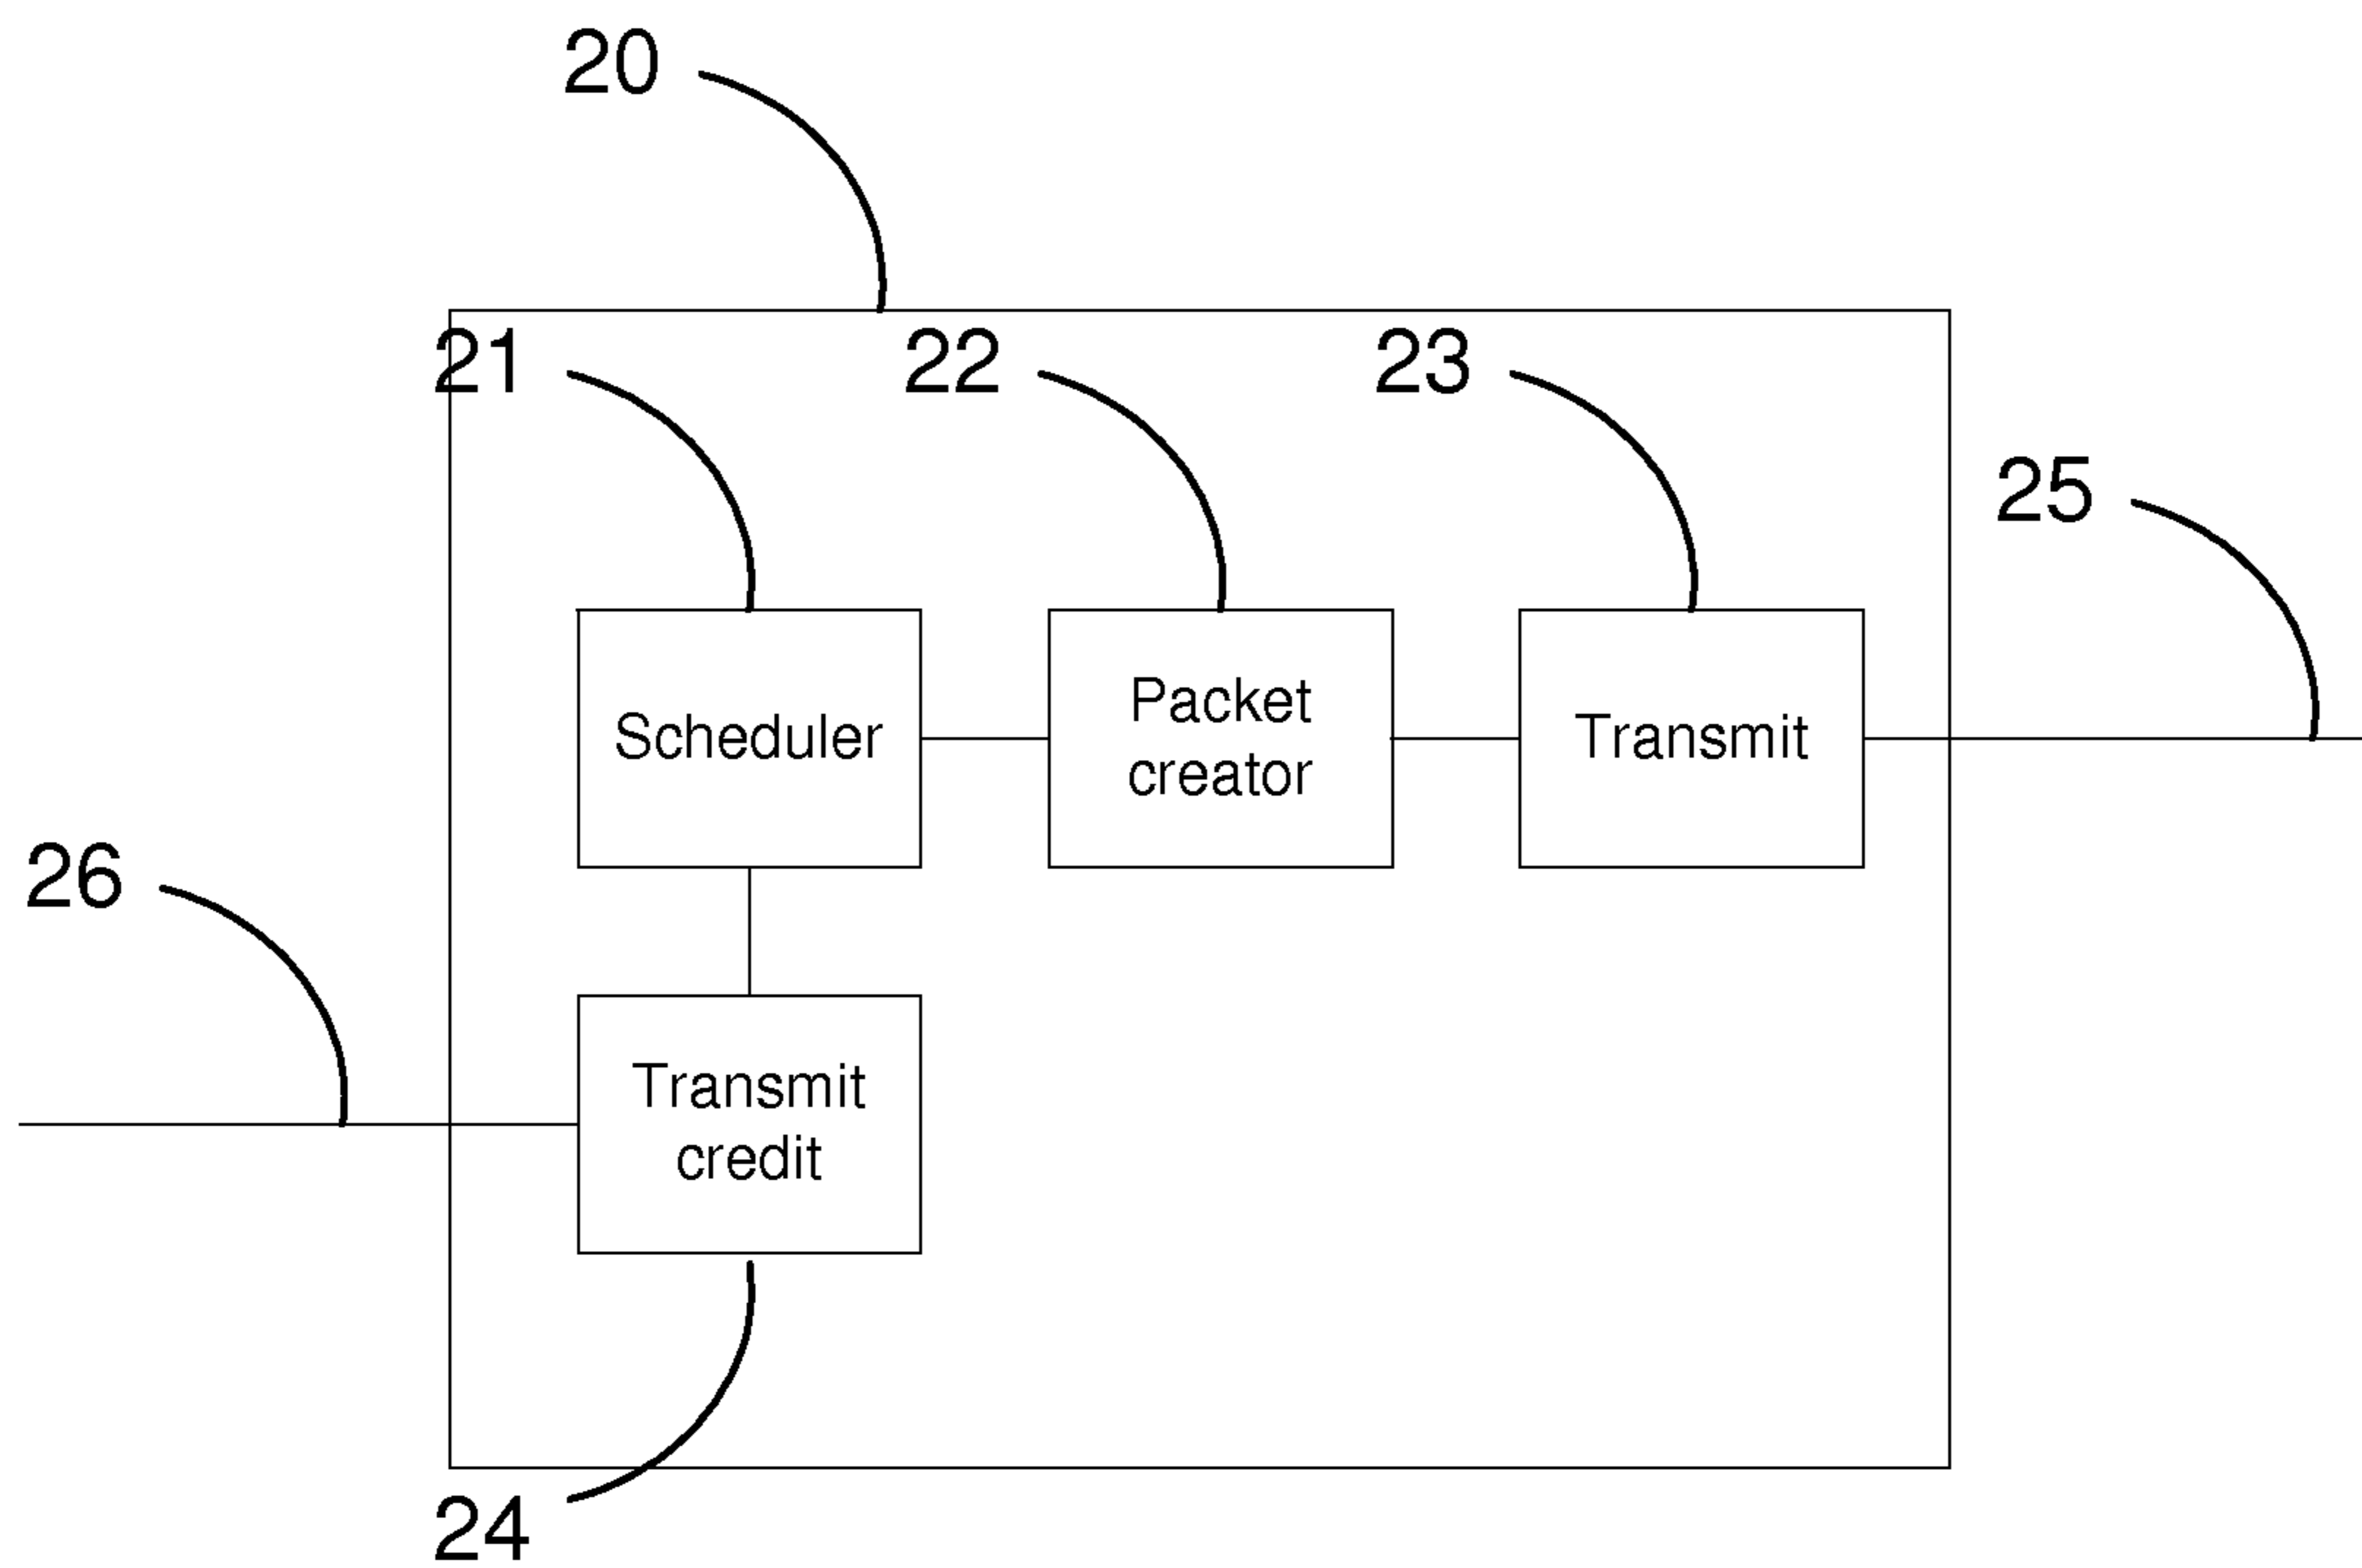 20
21
22
23
25
Scheduler
Packet
creator
Transmit
26
Transmit
credit
24